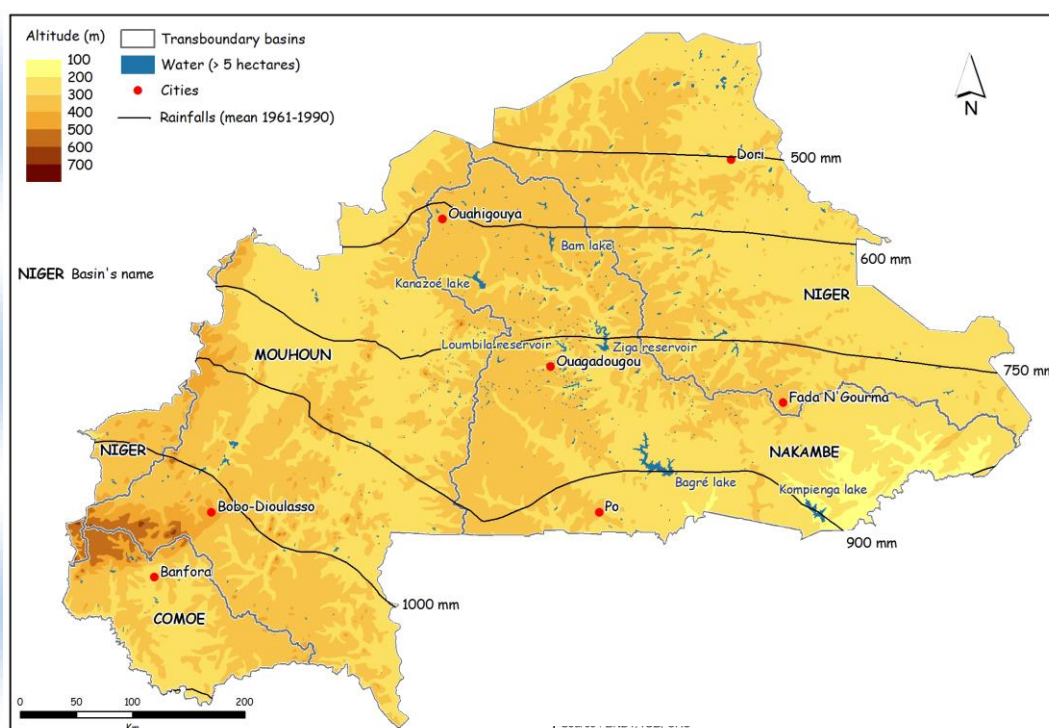 Altitude (m)
100
200
300
400
500
600
700
Transboundary basins
Water (> 5 hectares)
Cities
Rainfalls (mean 1961-1990)
N
Dori
500 mm
Ouahigouya
Bam lake
600 mm
NIGER Basin's name
Kanazoé lake
NIGER
Loumbila reservoir
Ziga reservoir
MOUHOUN
Ouagadougou
750 mm
Fada N'Gourma
NIGER
NAKAMBE
Bagré lake
Kompienga lake
Bobo-Dioulasso
Po
900 mm
Banfora
1000 mm
COMOE
0 50 100 200
Km